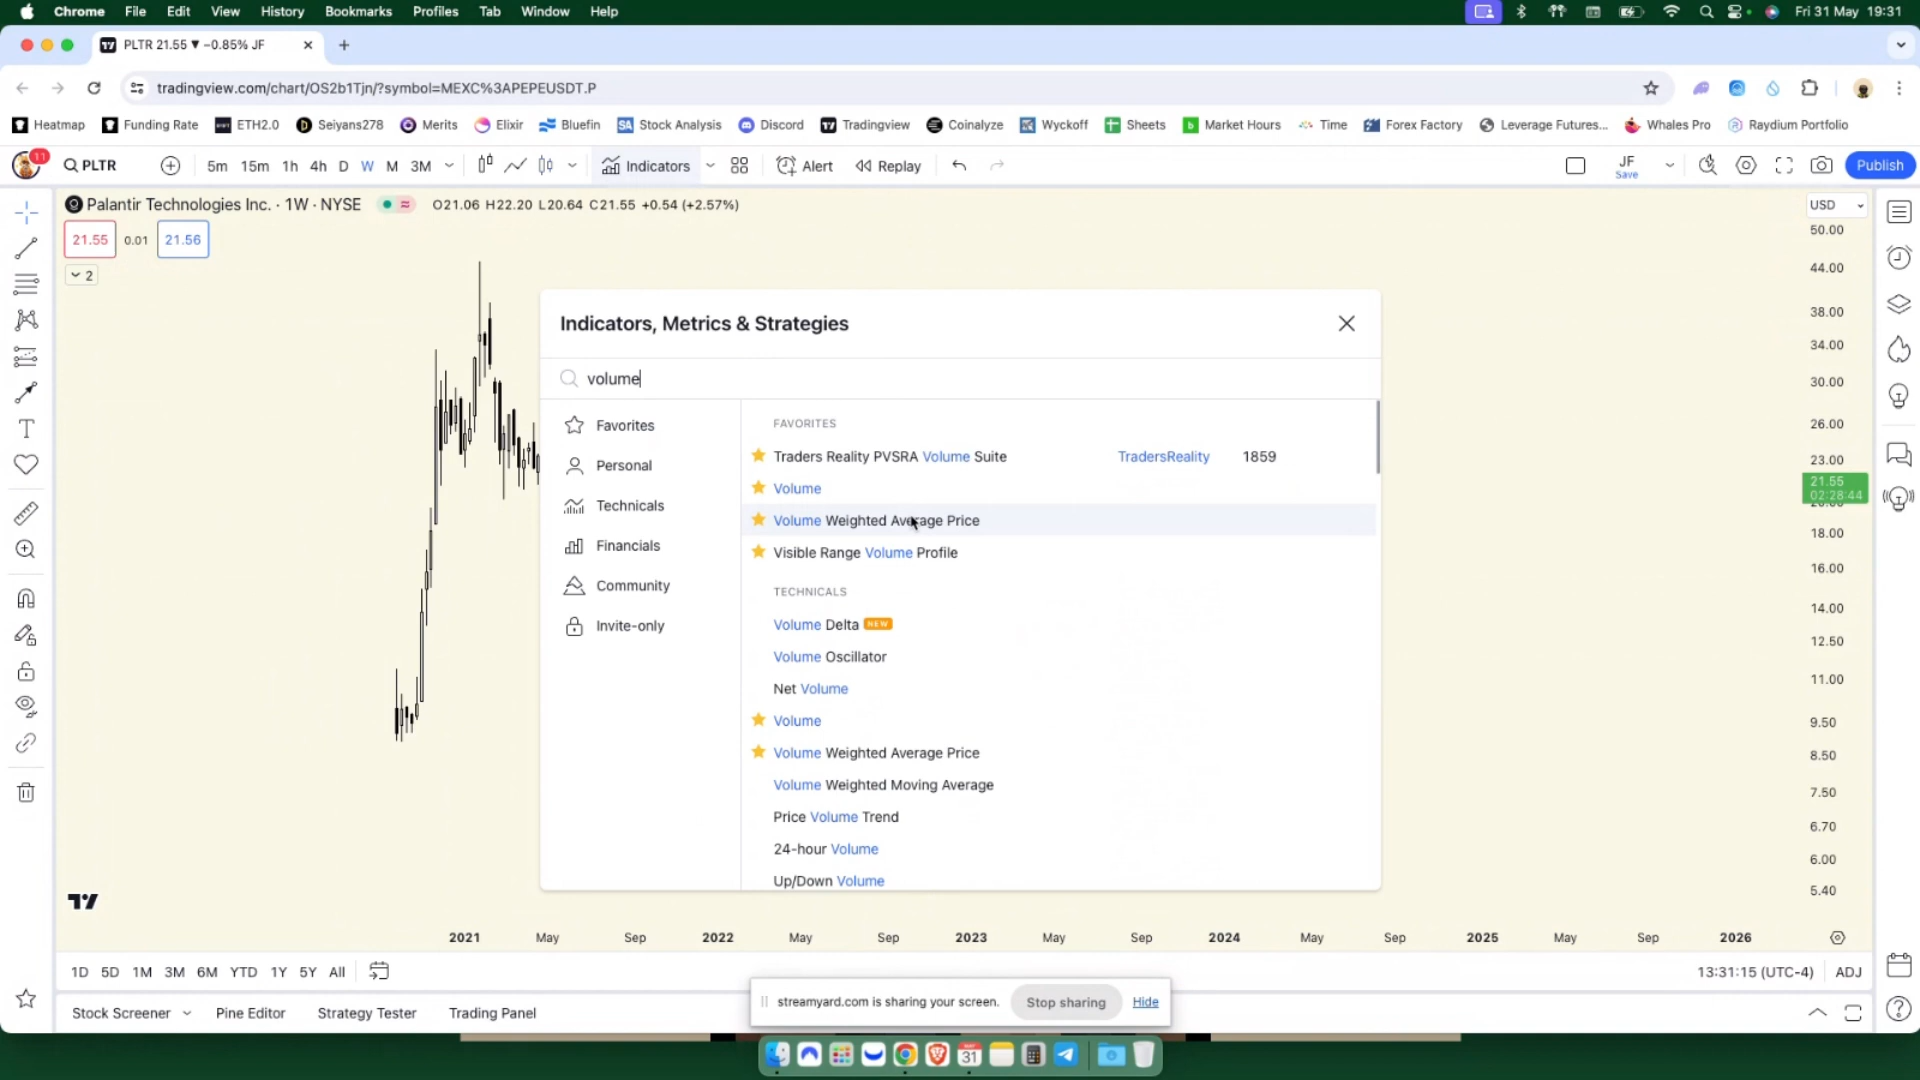 Chrome File Edit View History Bookmarks Profiles Tab Window Help Fri 31 May 19:31
PLTR 21.55 ▼ −0.85% JF
tradingview.com/chart/OS2b1Tjn/?symbol=MEXC%3APEPEUSDT.P
Heatmap Funding Rate ETH2.0 Seiyans278 Merits Elixir Bluefin SA Stock Analysis Discord Tradingview Coinalyze Wyckoff Sheets Market Hours Time Forex Factory Leverage Futures... Whales Pro Raydium Portfolio
11 PLTR 5m 15m 1h 4h D W M 3M Indicators Alert Replay JF Save Publish
Palantir Technologies Inc. · 1W · NYSE O21.06 H22.20 L20.64 C21.55 +0.54 (+2.57%) USD
21.55 0.01 21.56
2
50.00
44.00
38.00
34.00
30.00
26.00
23.00
21.55
02:28:44
18.00
16.00
14.00
12.50
11.00
9.50
8.50
7.50
6.70
6.00
5.40
Indicators, Metrics & Strategies
volume
Favorites
Personal
Technicals
Financials
Community
Invite-only
FAVORITES
Traders Reality PVSRA Volume Suite TradersReality 1859
Volume
Volume Weighted Average Price
Visible Range Volume Profile
TECHNICALS
Volume Delta NEW
Volume Oscillator
Net Volume
Volume
Volume Weighted Average Price
Volume Weighted Moving Average
Price Volume Trend
24-hour Volume
Up/Down Volume
2021 May Sep 2022 May Sep 2023 May Sep 2024 May Sep 2025 May Sep 2026
1D 5D 1M 3M 6M YTD 1Y 5Y All 13:31:15 (UTC-4) ADJ
streamyard.com is sharing your screen. Stop sharing Hide
Stock Screener Pine Editor Strategy Tester Trading Panel
31